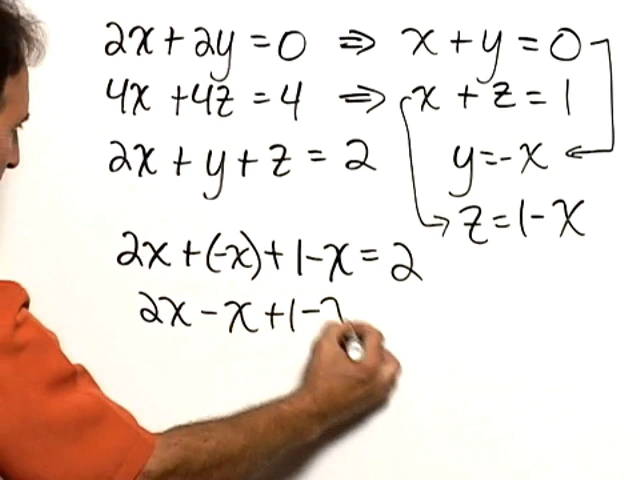 2x + 2y = 0 ⇒ x + y = 0
4x + 4z = 4 ⇒ x + z = 1
2x + y + z = 2 y = -x
z = 1 - x
2x + (-x) + 1 - x = 2
2x - x + 1 -